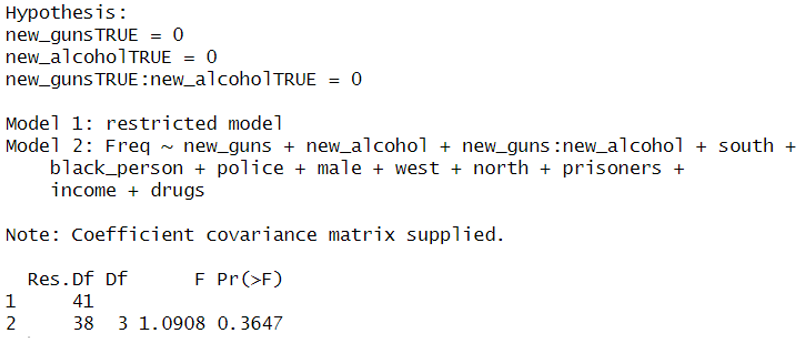 Hypothesis:
new_gunsTRUE = 0
new_alcoholTRUE = 0
new_gunsTRUE:new_alcoholTRUE = 0

Model 1: restricted model
Model 2: Freq ~ new_guns + new_alcohol + new_guns:new_alcohol + south +
    black_person + police + male + west + north + prisoners +
    income + drugs

Note: Coefficient covariance matrix supplied.

  Res.Df Df      F Pr(>F)
1     41
2     38  3 1.0908 0.3647